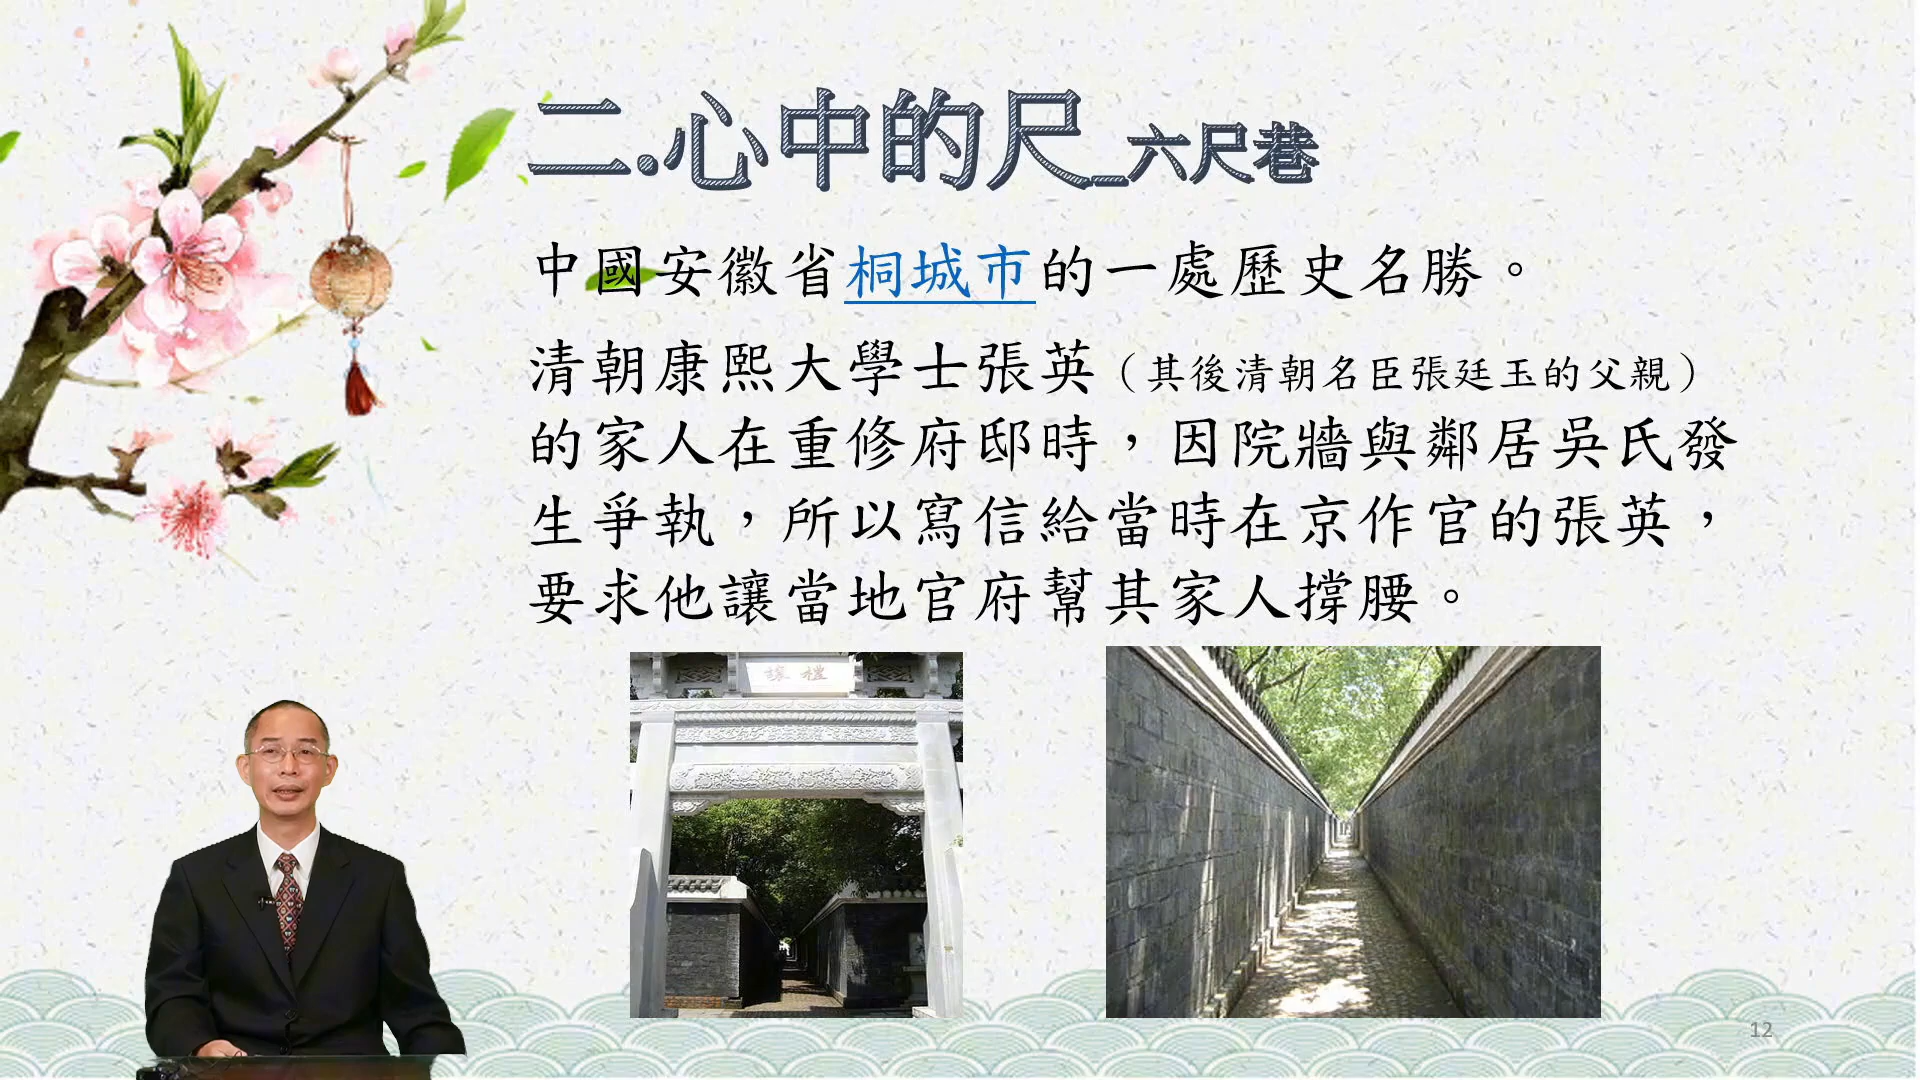 二.心中的尺_六尺巷
中國安徽省桐城市的一處歷史名勝。
清朝康熙大學士張英（其後清朝名臣張廷玉的父親）
的家人在重修府邸時，因院牆與鄰居吳氏發
生爭執，所以寫信給當時在京作官的張英，
要求他讓當地官府幫其家人撐腰。
讓禮
12